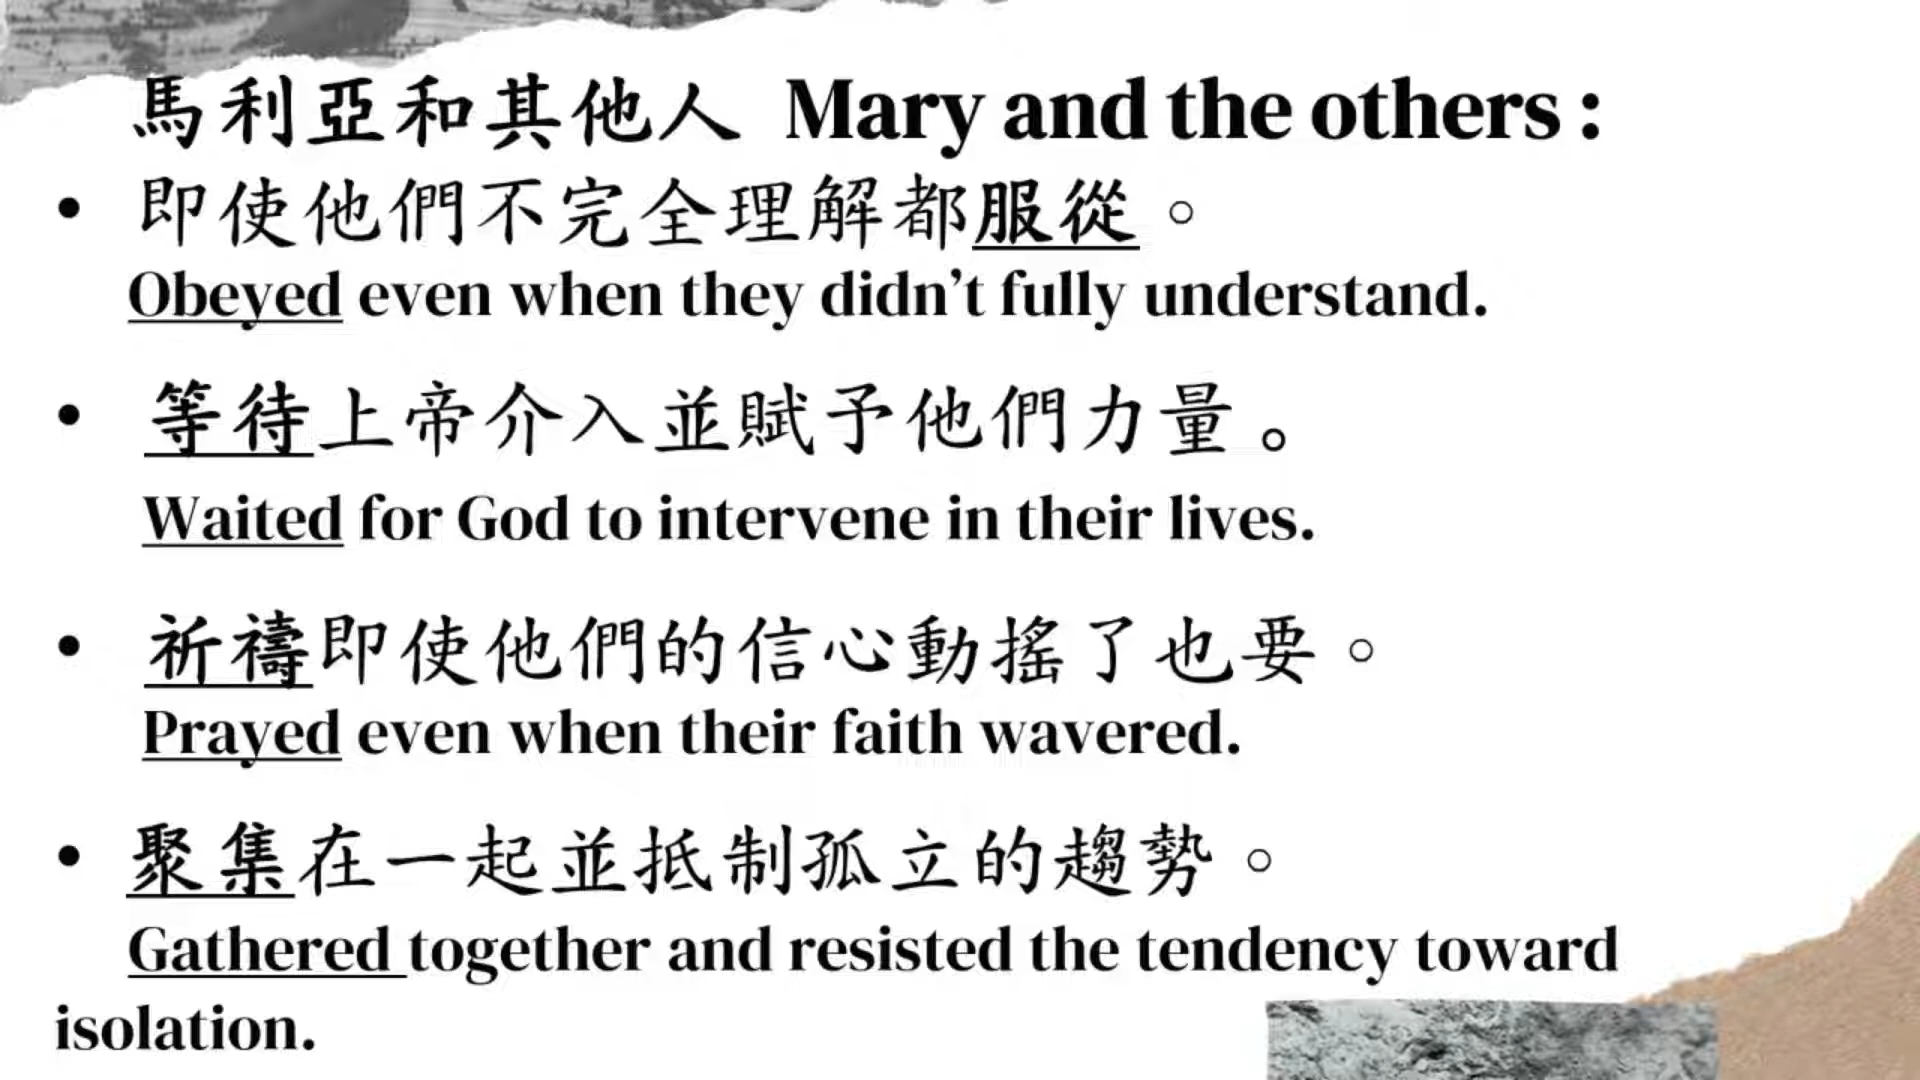 馬利亞和其他人 Mary and the others :
• 即使他們不完全理解都服從。
Obeyed even when they didn’t fully understand.
• 等待上帝介入並賦予他們力量。
Waited for God to intervene in their lives.
• 祈禱即使他們的信心動搖了也要。
Prayed even when their faith wavered.
• 聚集在一起並抵制孤立的趨勢。
Gathered together and resisted the tendency toward
isolation.